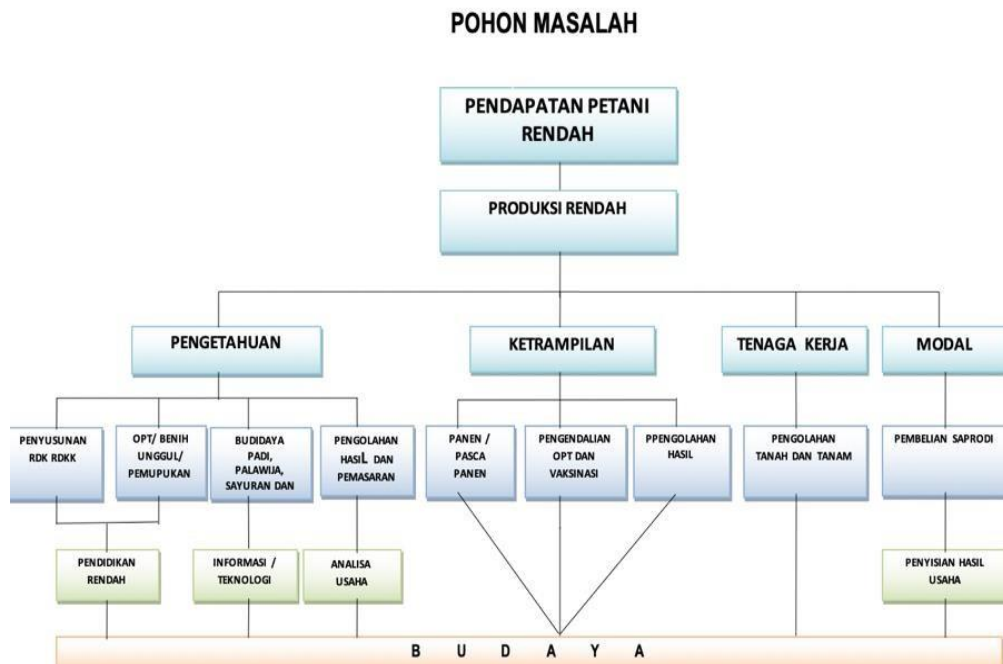 POHON MASALAH
PENDAPATAN PETANI
RENDAH
PRODUKSI RENDAH
PENGETAHUAN
KETRAMPILAN
TENAGA KERJA
MODAL
PENYUSUNAN
RDK RDKK
OPT/ BENIH
UNGGUL/
PEMUPUKAN
BUDIDAYA
PADI,
PALAWIJA,
SAYURAN DAN
PENGOLAHAN
HASIL DAN
PEMASARAN
PANEN /
PASCA
PANEN
PENGENDALIAN
OPT DAN
VAKSINASI
PPENGOLAHAN
HASIL
PENGOLAHAN
TANAH DAN TANAM
PEMBELIAN SAPRODI
PENDIDIKAN
RENDAH
INFORMASI /
TEKNOLOGI
ANALISA
USAHA
PENYISIAN HASIL
USAHA
B U D A Y A